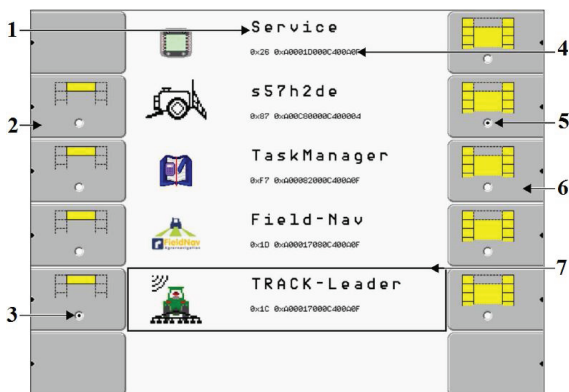 1
Service
0x26 0xA0001D000C400A0F
4
s57h2de
2
0x87 0xA00C80000C400004
5
TaskManager
0xF7 0xA00082000C400A0F
6
Field-Nav
FieldNav
0x1D 0xA00017080C400A0F
7
TRACK-Leader
0x1C 0xA00017000C400A0F
3